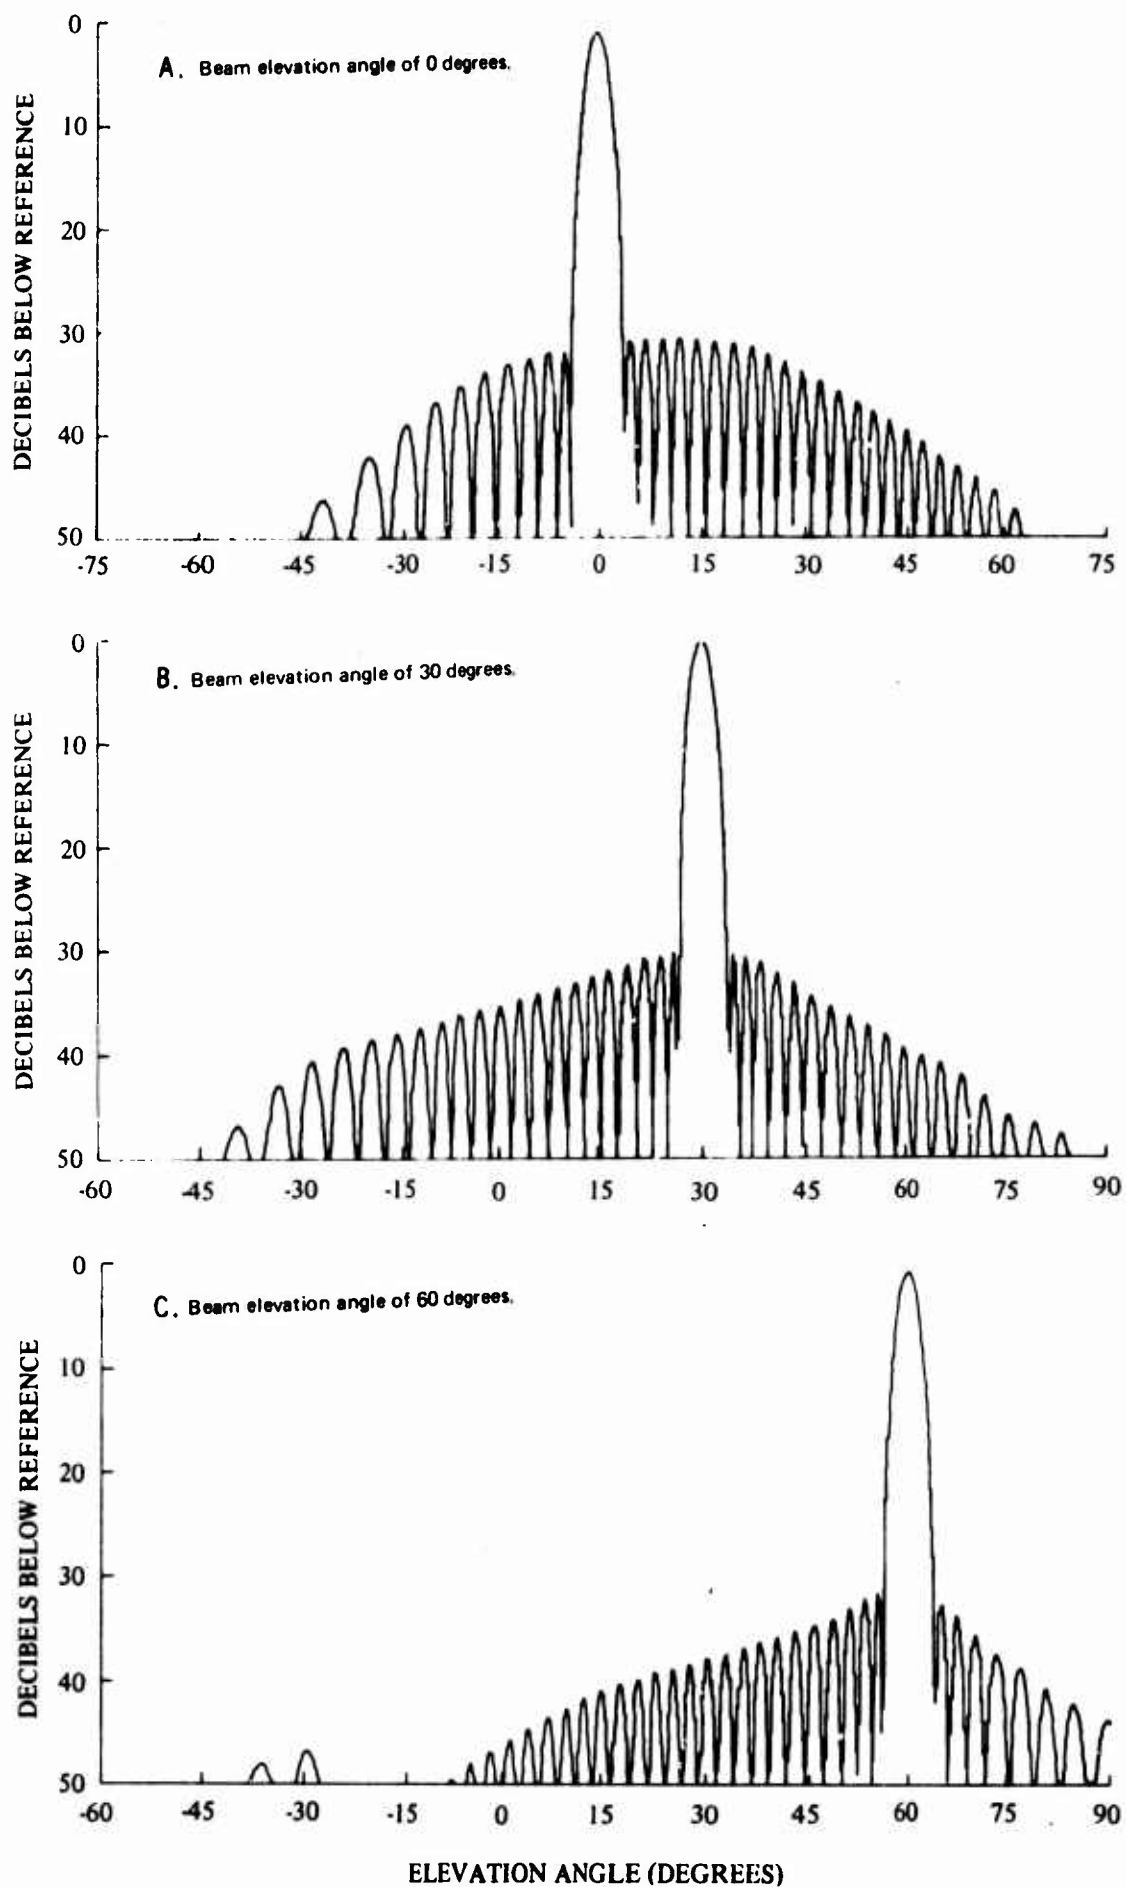 A. Beam elevation angle of 0 degrees.
DECIBELS BELOW REFERENCE
0
10
20
30
40
50
-75 -60 -45 -30 -15 0 15 30 45 60 75
B. Beam elevation angle of 30 degrees.
DECIBELS BELOW REFERENCE
0
10
20
30
40
50
-60 -45 -30 -15 0 15 30 45 60 75 90
C. Beam elevation angle of 60 degrees.
DECIBELS BELOW REFERENCE
0
10
20
30
40
50
-60 -45 -30 -15 0 15 30 45 60 75 90
ELEVATION ANGLE (DEGREES)